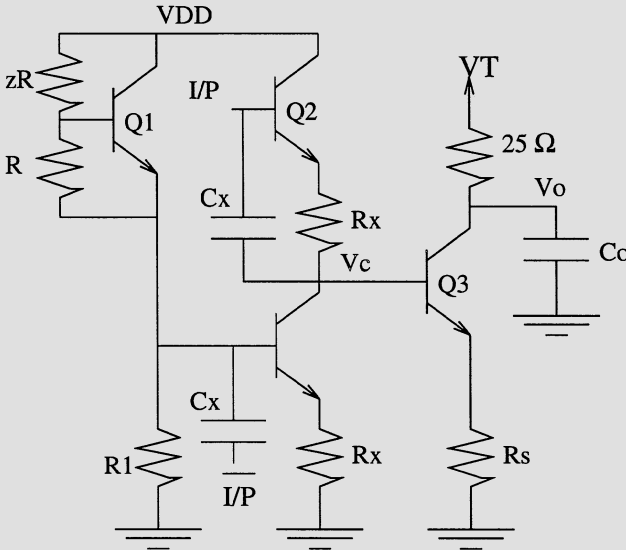 VDD
zR
I/P
VT
Q1
Q2
25 Ω
R
Cx
Rx
Vo
Vc
Co
Q3
Cx
R1
Rx
Rs
I/P